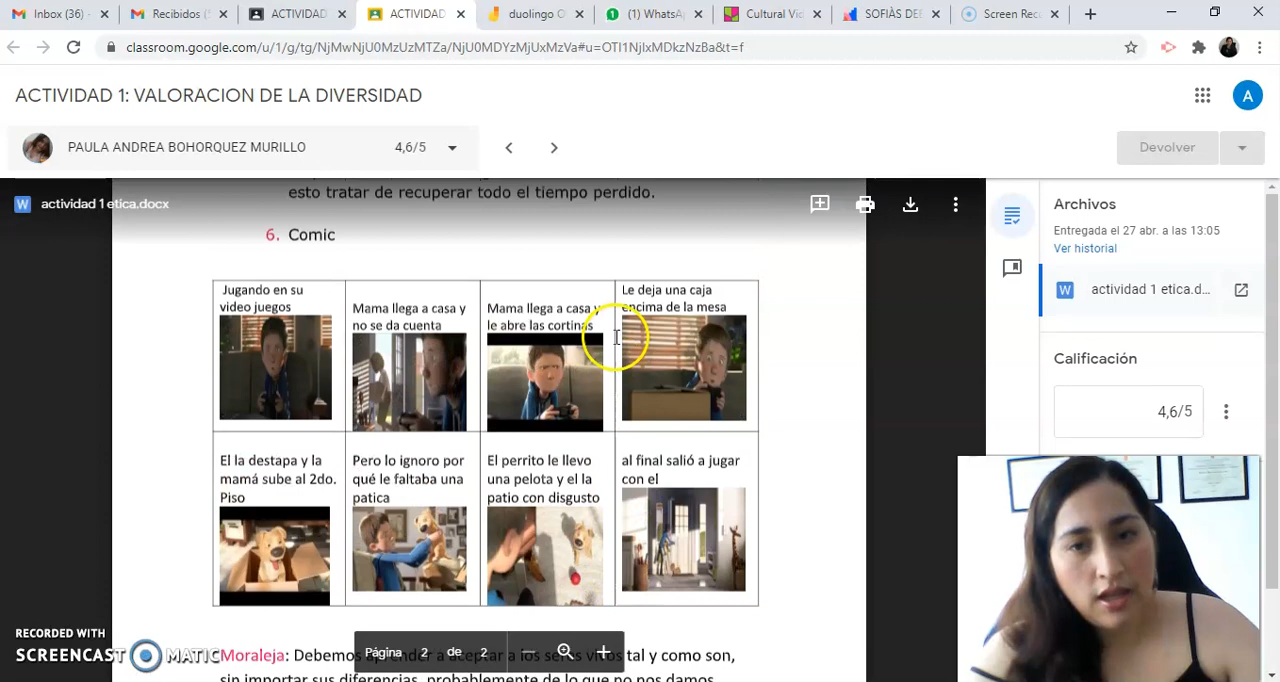 Inbox (36)
Recibidos (
ACTIVIDAD
ACTIVIDAD
duolingo
(1) WhatsA
Cultural Vi
SOFIÀS DE
Screen Rec
classroom.google.com/u/1/g/tg/NjMwNjU0MzUzMTZa/NjU0MDYzMjUxMzVa#u=OTI1NjIxMDkzNzBa&t=f
ACTIVIDAD 1: VALORACION DE LA DIVERSIDAD
A
PAULA ANDREA BOHORQUEZ MURILLO
4,6/5
Devolver
esto tratar de recuperar todo el tiempo perdido.
W actividad 1 etica.docx
6. Comic
Jugando en su
video juegos
Mama llega a casa y
no se da cuenta
Mama llega a casa y
le abre las cortinas
Le deja una caja
encima de la mesa
El la destapa y la
mamá sube al 2do.
Piso
Pero lo ignoro por
qué le faltaba una
patica
El perrito le llevo
una pelota y el la
patio con disgusto
al final salió a jugar
con el
Moraleja: Debemos aprender a aceptar a los seres vivos tal y como son,
sin importar sus diferencias, probablemente de lo que no nos damos
Página 2 de 2
RECORDED WITH
SCREENCAST MATIC
Archivos
Entregada el 27 abr. a las 13:05
Ver historial
W actividad 1 etica.d...
Calificación
4,6/5